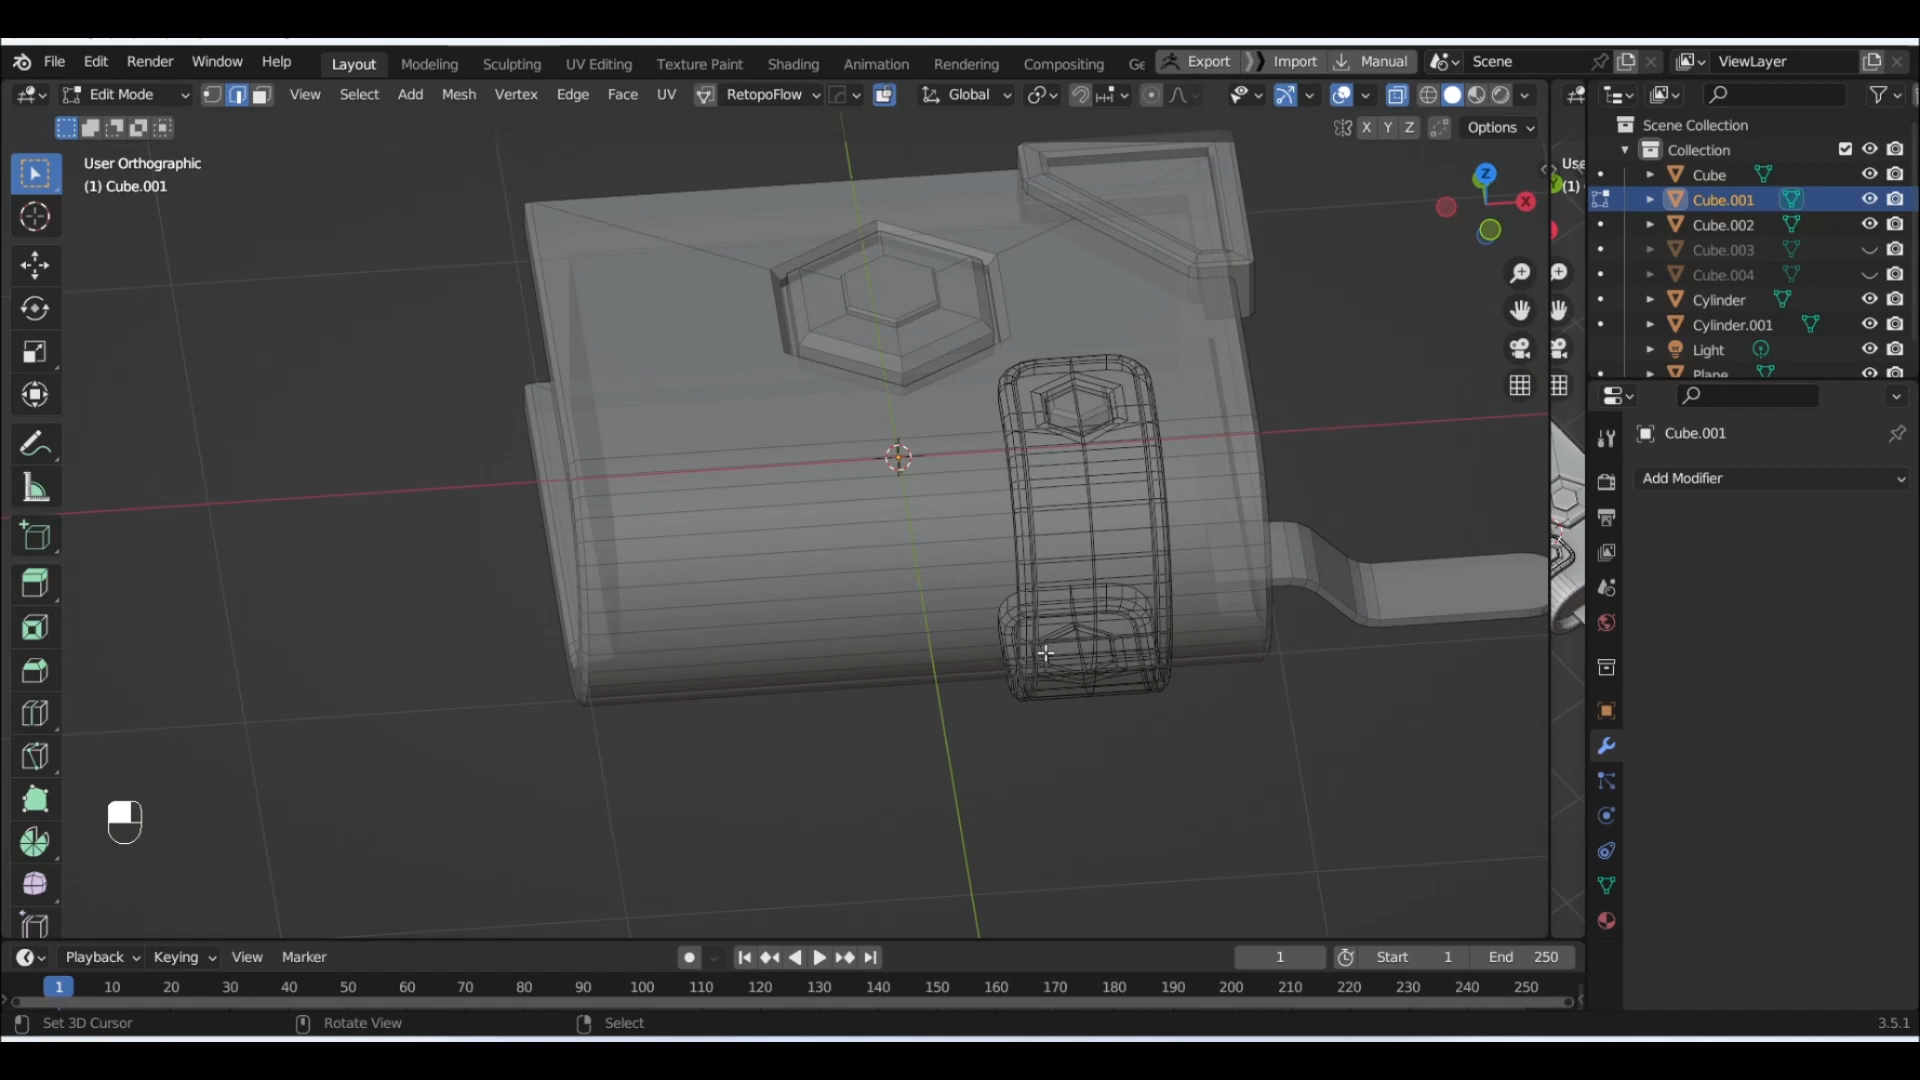 File Edit Render Window Help Layout Modeling Sculpting UV Editing Texture Paint Shading Animation Rendering Compositing Ge Export Import Manual Scene ViewLayer
Edit Mode View Select Add Mesh Vertex Edge Face UV RetopoFlow Global
X Y Z Options
User Orthographic
(1) Cube.001
Use
(1)
Z
X
Scene Collection
Collection
Cube
Cube.001
Cube.002
Cube.003
Cube.004
Cylinder
Cylinder.001
Light
Plane
Cube.001
Add Modifier
Playback Keying View Marker 1 Start 1 End 250
1 10 20 30 40 50 60 70 80 90 100 110 120 130 140 150 160 170 180 190 200 210 220 230 240 250
Set 3D Cursor Rotate View Select 3.5.1